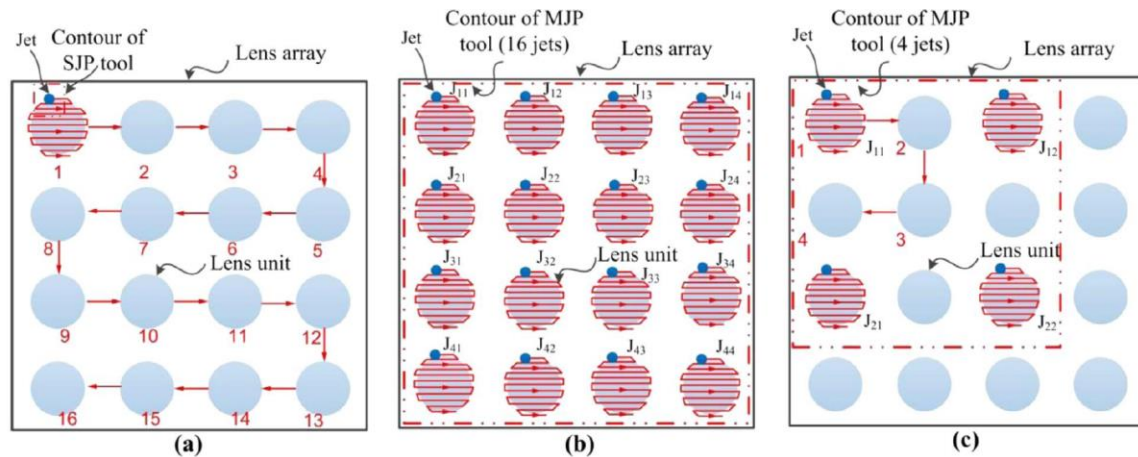 Jet
Contour of
SJP tool
Lens array
1
2
3
4
8
7
6
5
Lens unit
9
10
11
12
16
15
14
13
(a)
Contour of MJP
tool (16 jets)
Jet
Lens array
J11
J12
J13
J14
J21
J22
J23
J24
J31
J32
Lens unit
J33
J34
J41
J42
J43
J44
(b)
Contour of MJP
tool (4 jets)
Jet
Lens array
1
J11
2
J12
4
3
Lens unit
J21
J22
(c)